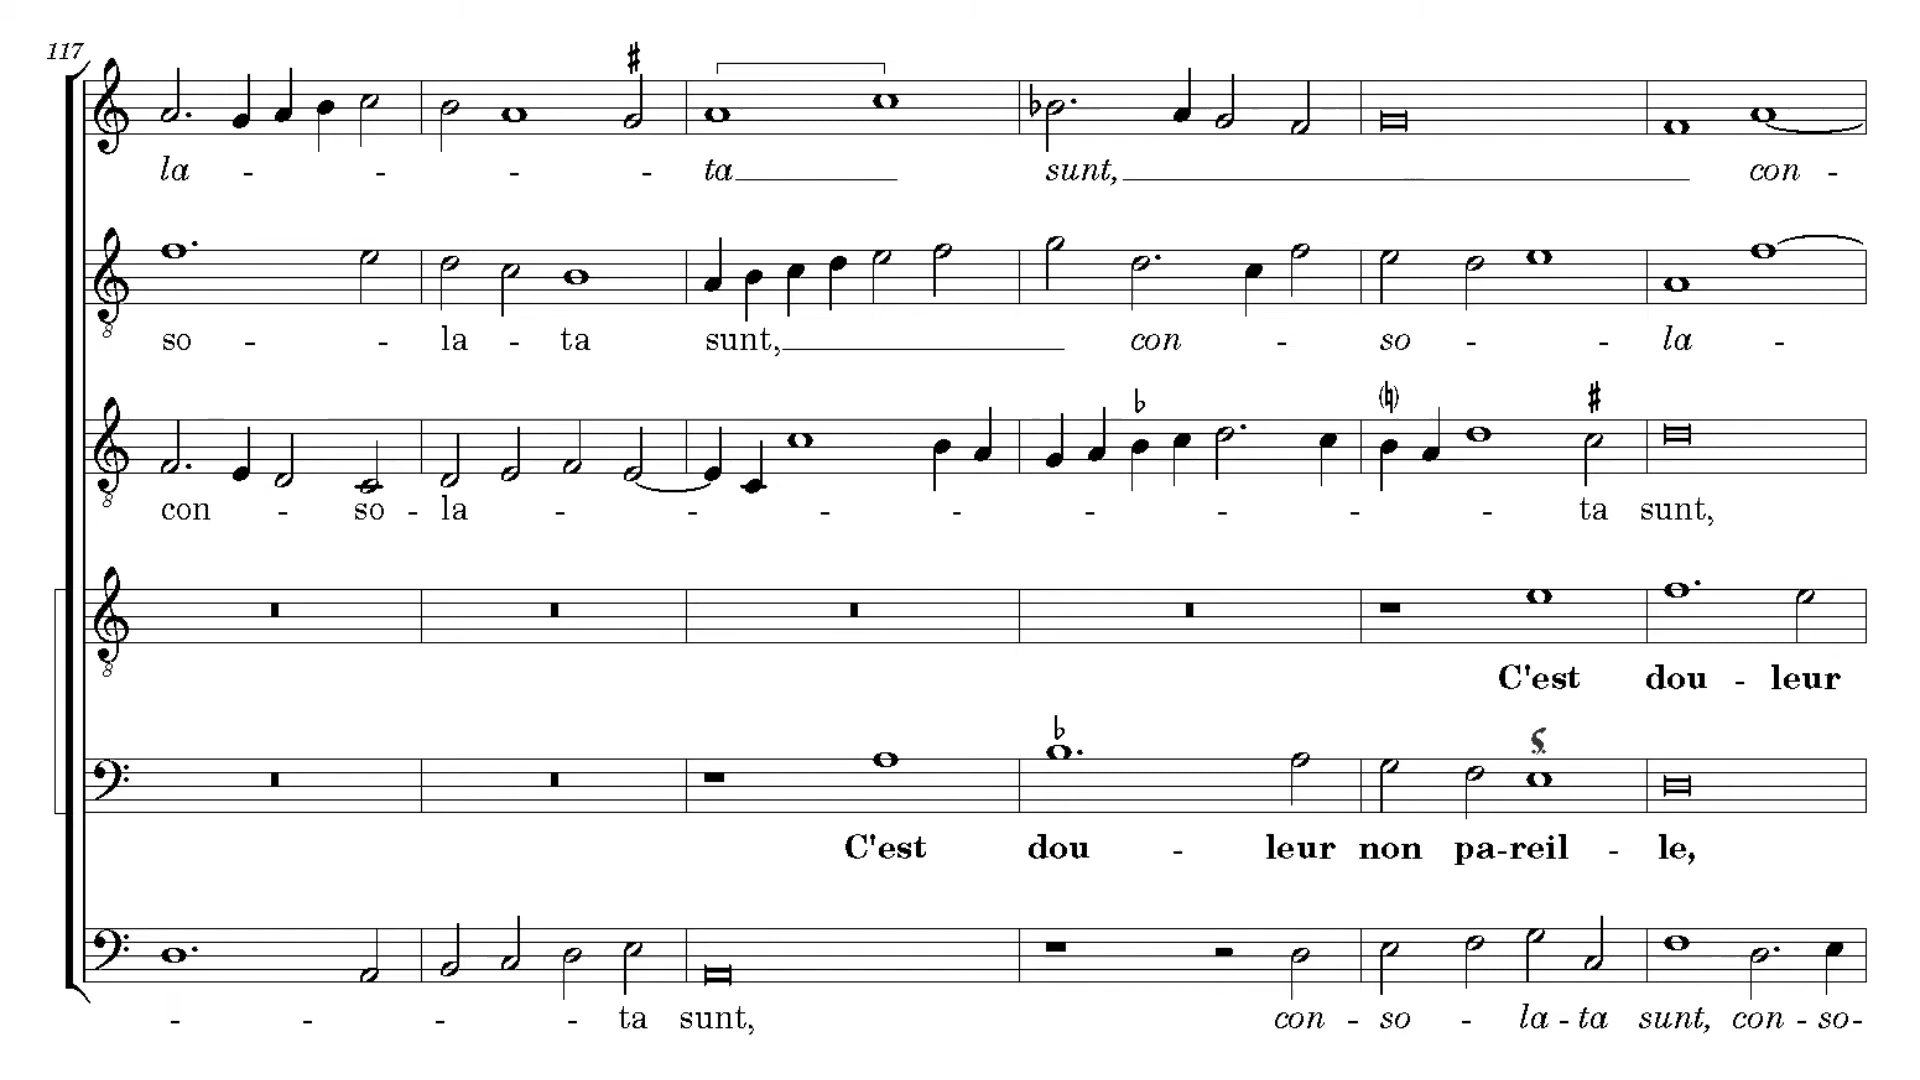 117
la - - - - ta sunt, con -
so - - la - ta sunt, con - so - - la -
con - so - la - - - - - - - - ta sunt,
C'est dou - leur
C'est dou - leur non pa-reil - le,
- - - - ta sunt, con - so - la - ta sunt, con - so-